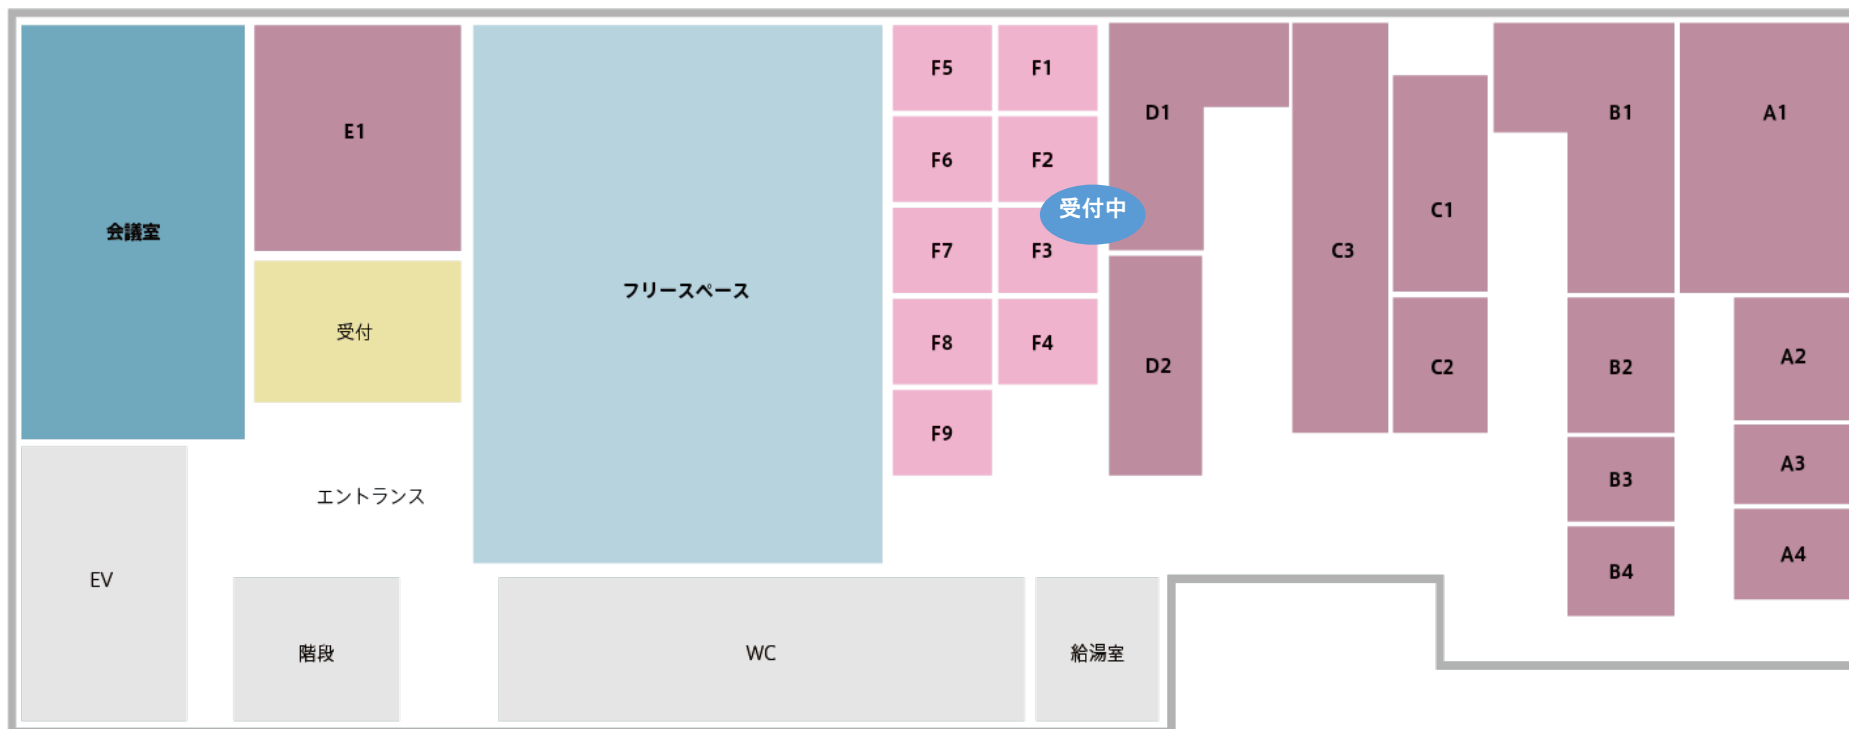 会議室
E1
受付
エントランス
EV
階段
フリースペース
WC
給湯室
F5
F1
F6
F2
F7
F3
F8
F4
F9
受付中
D1
D2
C3
C1
C2
B1
B2
B3
B4
A1
A2
A3
A4